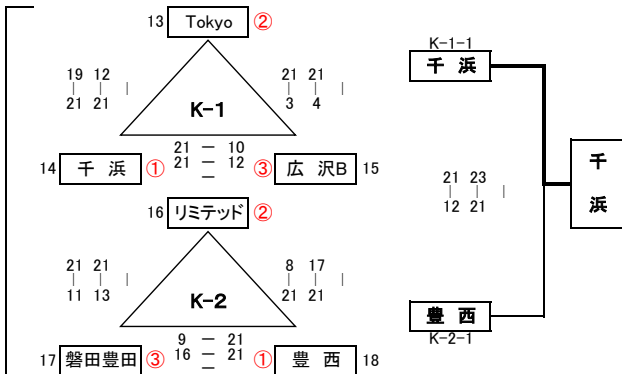 13 Tokyo ②
K-1-1
千 浜
19 12
| | |
21 21
21 21
| | |
3 4
K-1
21 — 10
21 — 12
—
14 千 浜 ① ③ 広 沢B 15
千
浜
21 23
| | |
12 21
16 リミテッド ②
21 21
| | |
11 13
8 17
| | |
21 21
K-2
豊 西
K-2-1
9 — 21
16 — 21
—
17 磐田豊田 ③ ① 豊 西 18